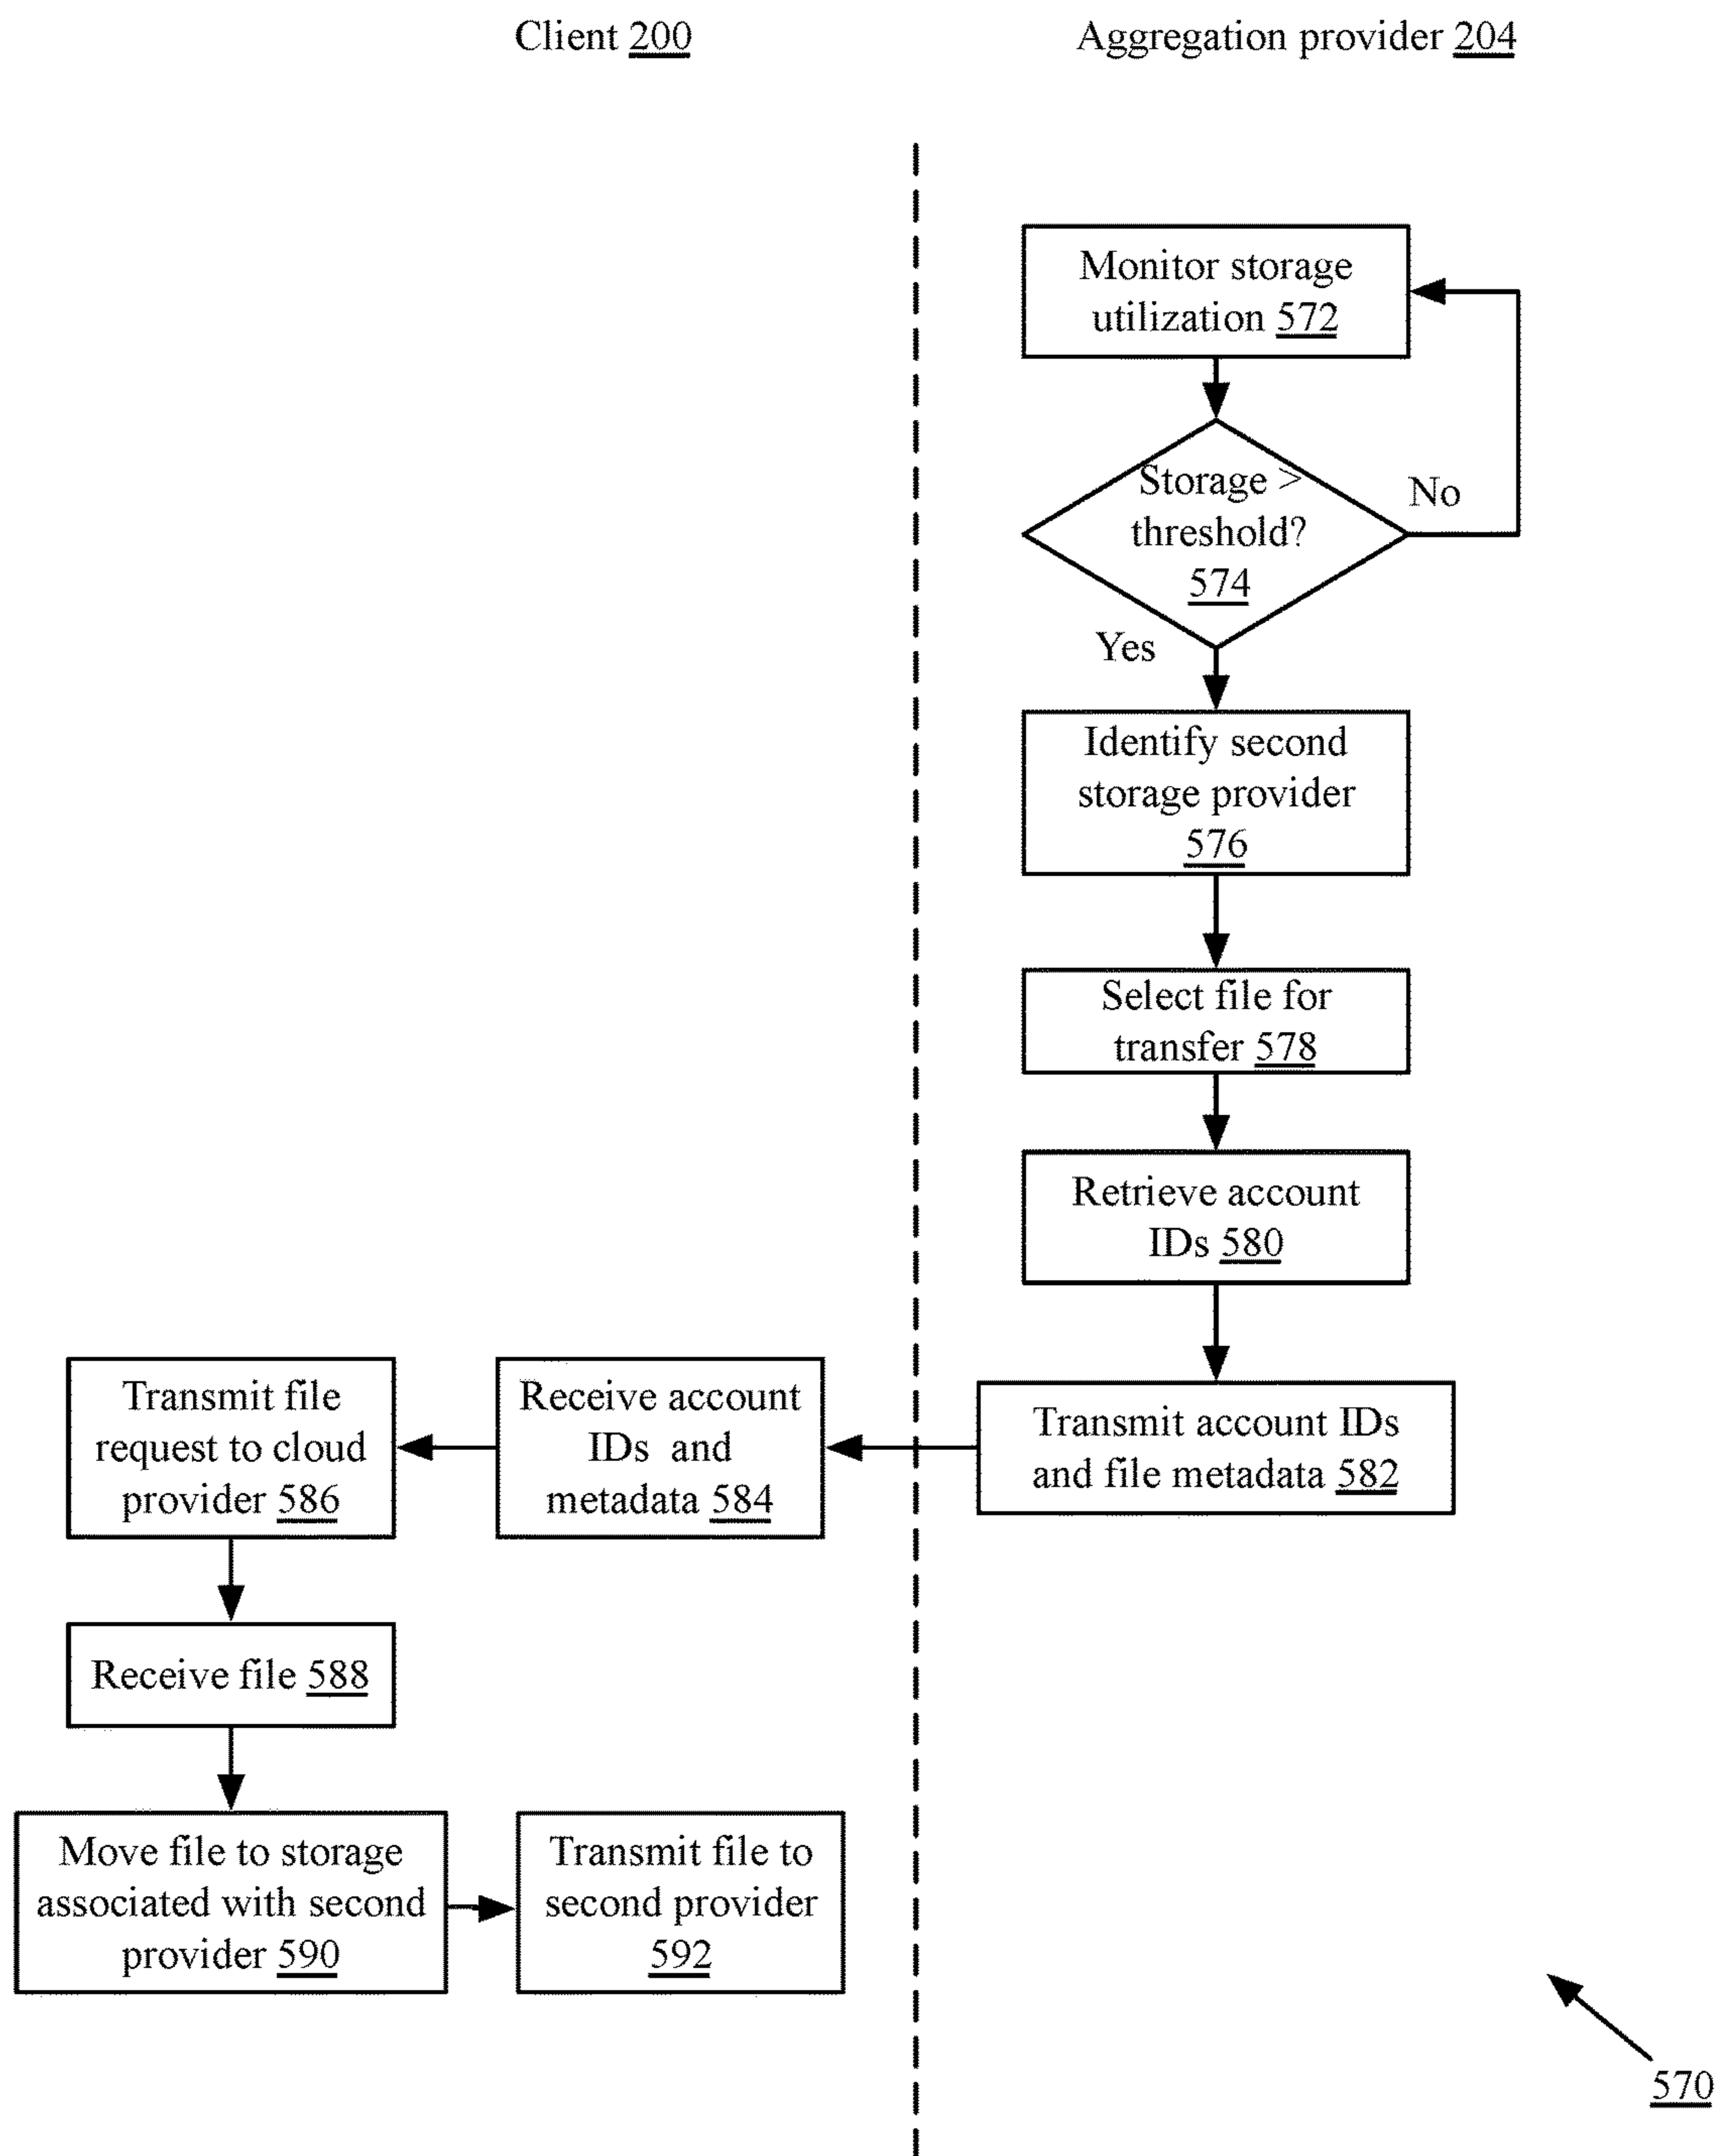 Client 200
Aggregation provider 204
Monitor storage
utilization 572
Storage >
threshold?
574
No
Yes
Identify second
storage provider
576
Select file for
transfer 578
Retrieve account
IDs 580
Transmit account IDs
and file metadata 582
Receive account
IDs and
metadata 584
Transmit file
request to cloud
provider 586
Receive file 588
Move file to storage
associated with second
provider 590
Transmit file to
second provider
592
570